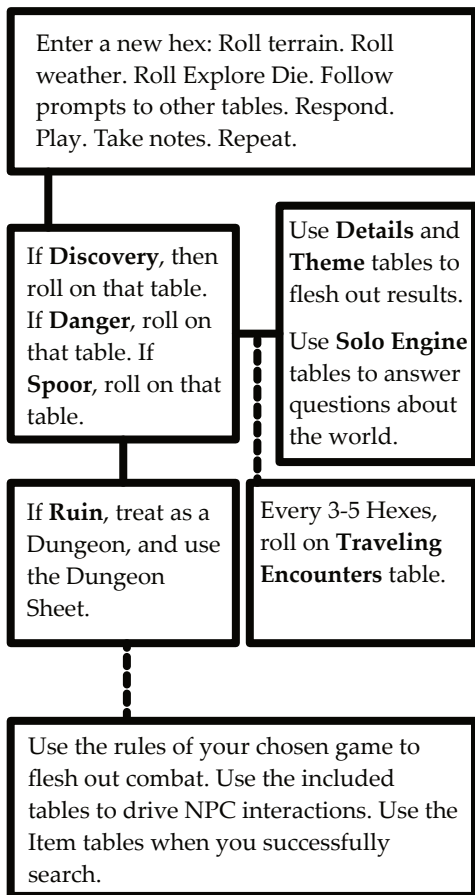 Enter a new hex: Roll terrain. Roll
weather. Roll Explore Die. Follow
prompts to other tables. Respond.
Play. Take notes. Repeat.
If Discovery, then
roll on that table.
If Danger, roll on
that table. If
Spoor, roll on that
table.
Use Details and
Theme tables to
flesh out results.
Use Solo Engine
tables to answer
questions about
the world.
If Ruin, treat as a
Dungeon, and use
the Dungeon
Sheet.
Every 3-5 Hexes,
roll on Traveling
Encounters table.
Use the rules of your chosen game to
flesh out combat. Use the included
tables to drive NPC interactions. Use the
Item tables when you successfully
search.